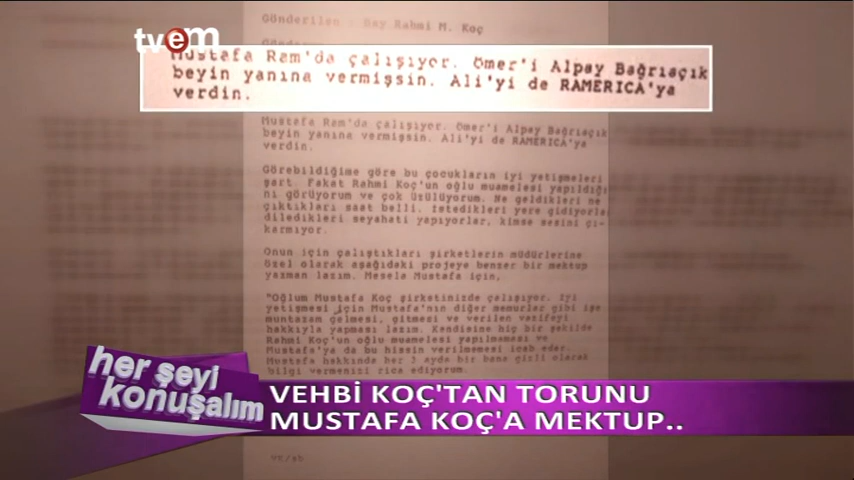 Gönderilen : Bay Rahmi M. Koç
tvem
Mustafa Ram'da çalışıyor. Ömer'i Alpay Bağrıaçık
beyin yanına vermişsin. Ali'yi de RAMERICA'ya
verdin.
Mustafa Ram'da çalışıyor. Ömer'i Alpay Bağrıaçık
beyin yanına vermişsin. Ali'yi de RAMERICA'ya
verdin.
Görebildiğime göre bu çocukların iyi yetişmeleri
şart. Fakat Rahmi Koç'un oğlu muamelesi yapıldığı
nı görüyorum ve çok üzülüyorum. Ne geldikleri ne
çıktıkları saat belli. İstedikleri yere gidiyorlar
diledikleri seyahati yapıyorlar, kimse sesini çı-
karmıyor.
Onun için çalıştıkları şirketlerin müdürlerine
özel olarak aşağıdaki projeye benzer bir mektup
yazman lazım. Mesela Mustafa için,
"Oğlum Mustafa Koç şirketinizde çalışıyor. İyi
yetişmesi için Mustafa'nın diğer memurlar gibi işe
muntazam gelmesi, gitmesi ve verilen vazifeyi
hakkıyla yapması lazım. Kendisine hiç bir şekilde
Rahmi Koç'un oğlu muamelesi yapılmaması ve
Mustafa'ya da bu hissin verilmemesi icab eder.
Mustafa hakkında her 3 ayda bir bana gizli olarak
bilgi vermenizi rica ediyorum.
her şeyi
konuşalım
VEHBİ KOÇ'TAN TORUNU
MUSTAFA KOÇ'A MEKTUP..
VK/sb